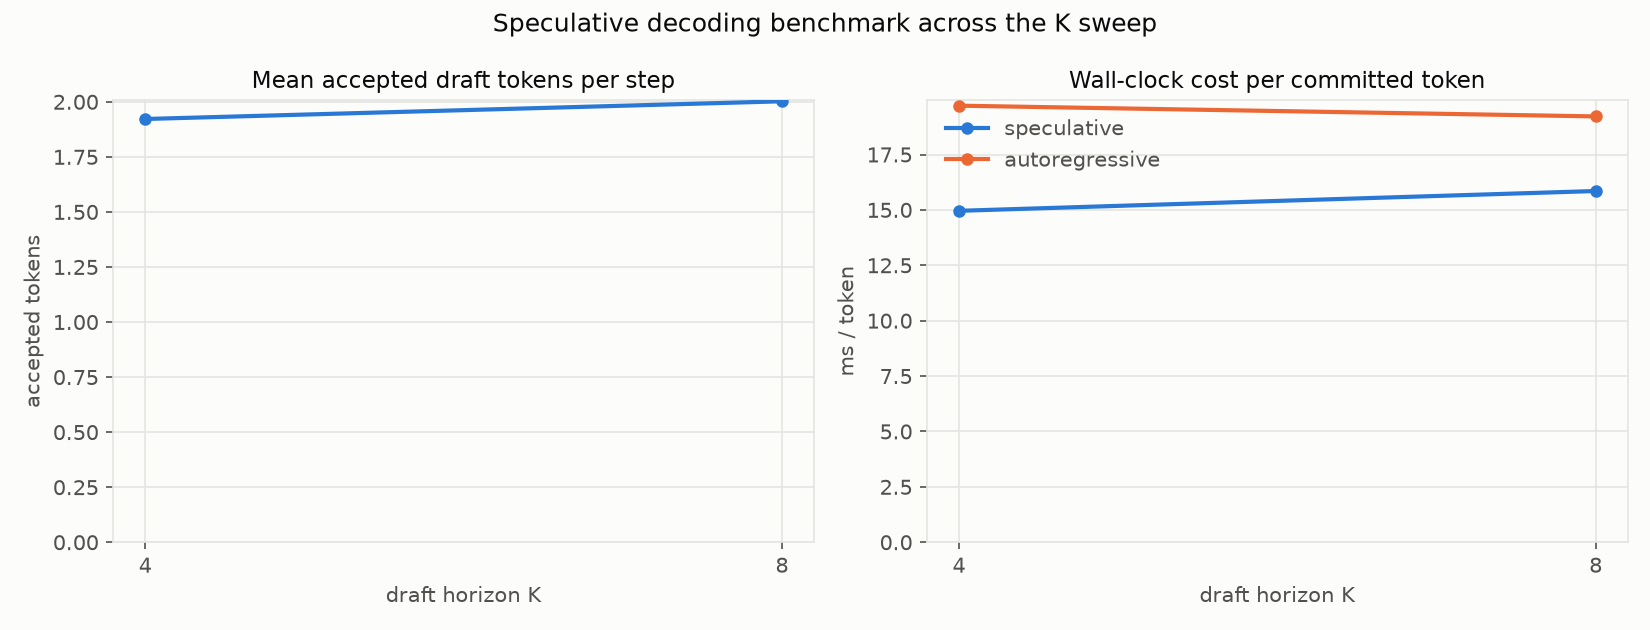 Speculative decoding benchmark across the K sweep
Mean accepted draft tokens per step
2.00
1.75
1.50
1.25
1.00
0.75
0.50
0.25
0.00
accepted tokens
4
8
draft horizon K
Wall-clock cost per committed token
speculative
autoregressive
17.5
15.0
12.5
10.0
7.5
5.0
2.5
0.0
ms / token
4
8
draft horizon K